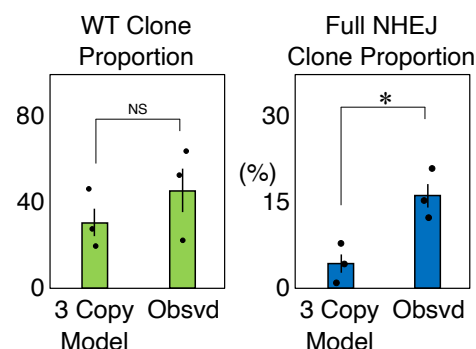 WT Clone
Proportion
80
40
0
NS
3 Copy
Model
Obsvd
Full NHEJ
Clone Proportion
(%)
30
15
0
*
3 Copy
Model
Obsvd